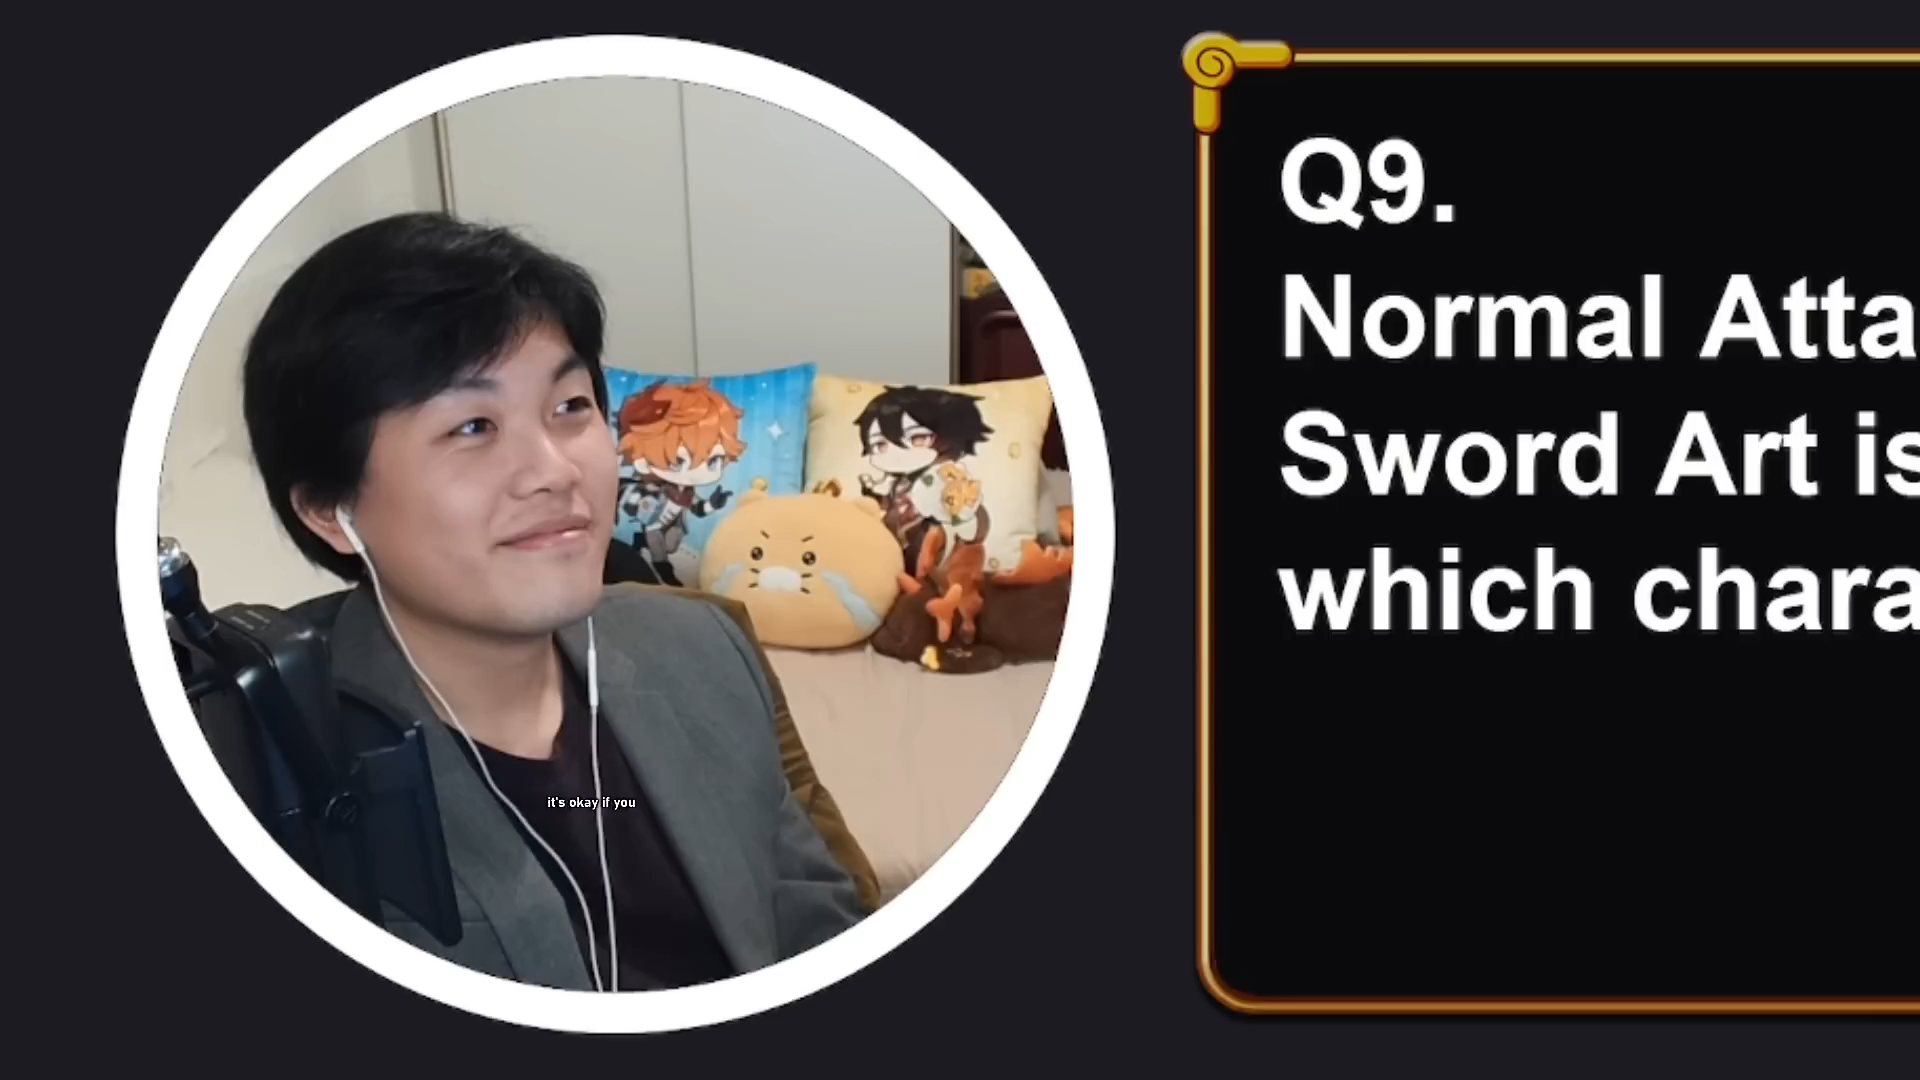 Q9.
Normal Atta
Sword Art is
which chara
it's okay if you